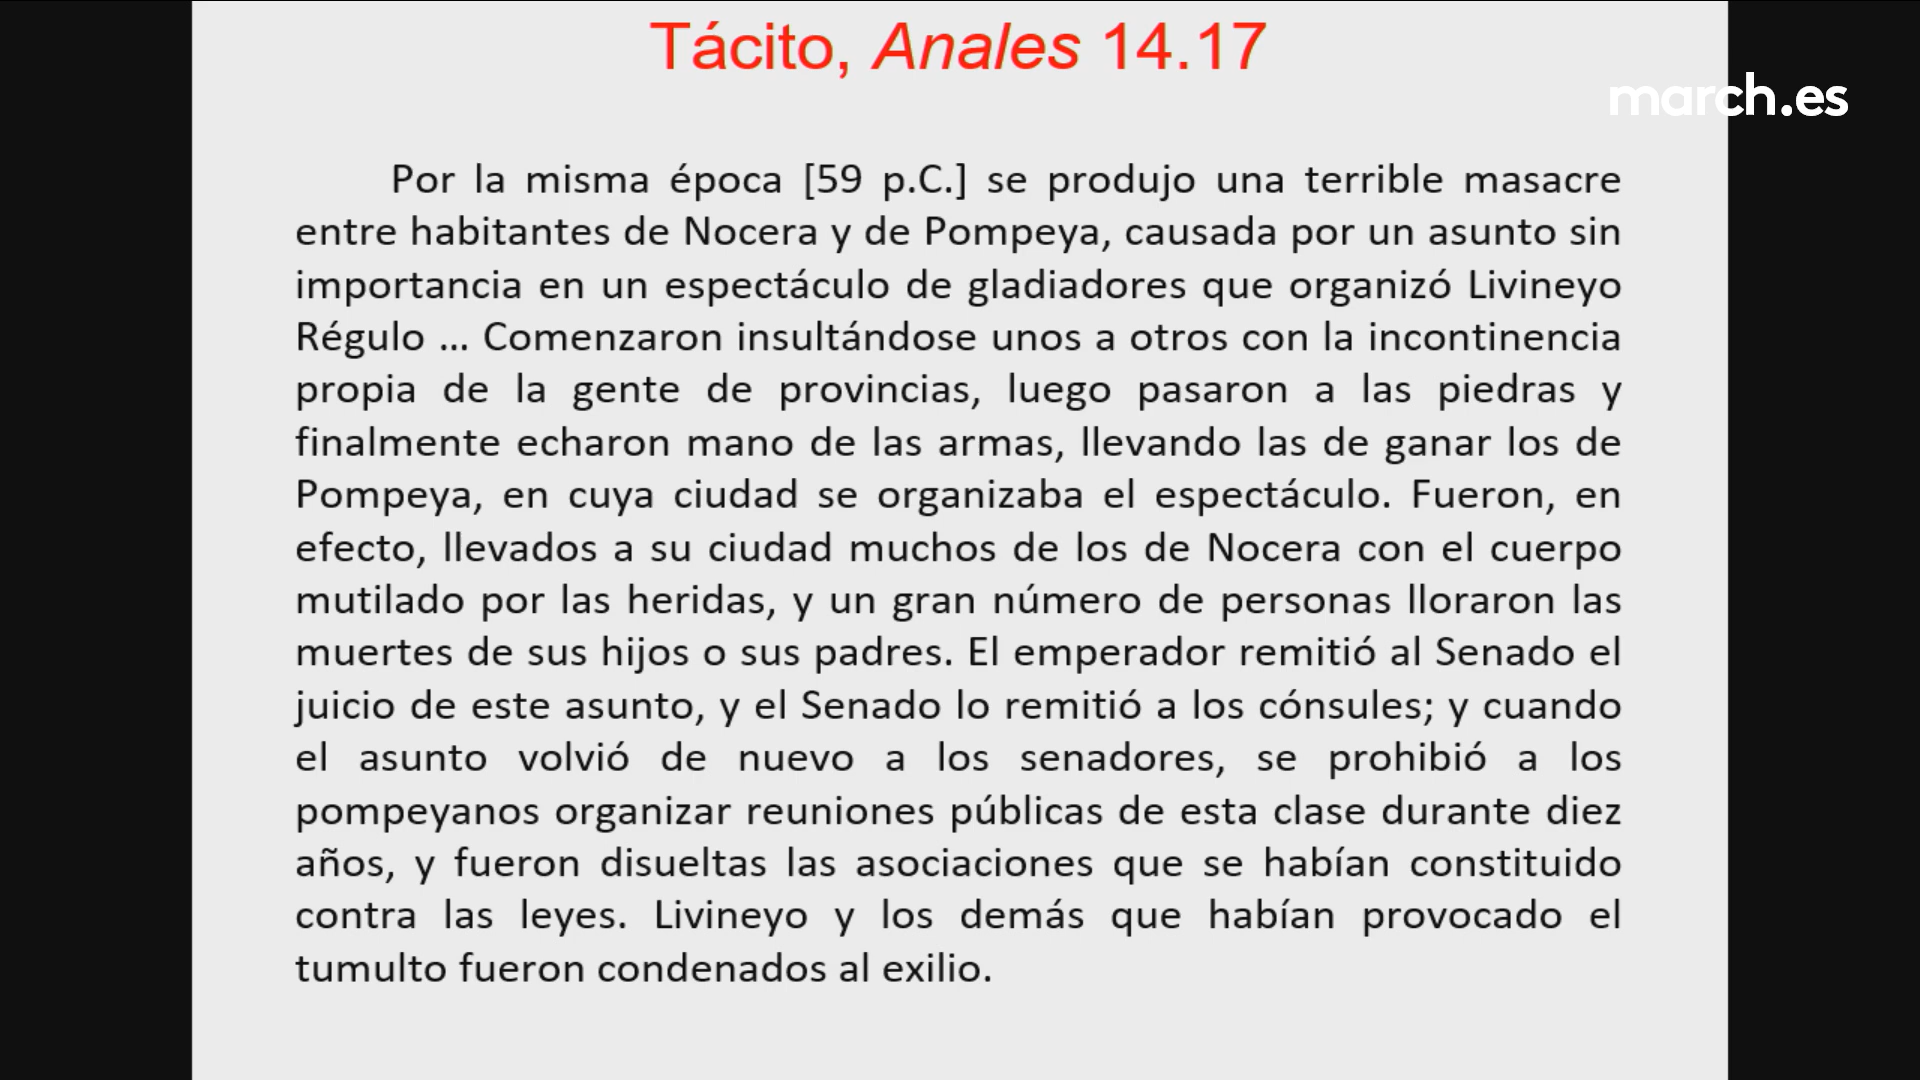 Tácito, Anales 14.17
march.es
Por la misma época [59 p.C.] se produjo una terrible masacre
entre habitantes de Nocera y de Pompeya, causada por un asunto sin
importancia en un espectáculo de gladiadores que organizó Livineyo
Régulo ... Comenzaron insultándose unos a otros con la incontinencia
propia de la gente de provincias, luego pasaron a las piedras y
finalmente echaron mano de las armas, llevando las de ganar los de
Pompeya, en cuya ciudad se organizaba el espectáculo. Fueron, en
efecto, llevados a su ciudad muchos de los de Nocera con el cuerpo
mutilado por las heridas, y un gran número de personas lloraron las
muertes de sus hijos o sus padres. El emperador remitió al Senado el
juicio de este asunto, y el Senado lo remitió a los cónsules; y cuando
el asunto volvió de nuevo a los senadores, se prohibió a los
pompeyanos organizar reuniones públicas de esta clase durante diez
años, y fueron disueltas las asociaciones que se habían constituido
contra las leyes. Livineyo y los demás que habían provocado el
tumulto fueron condenados al exilio.